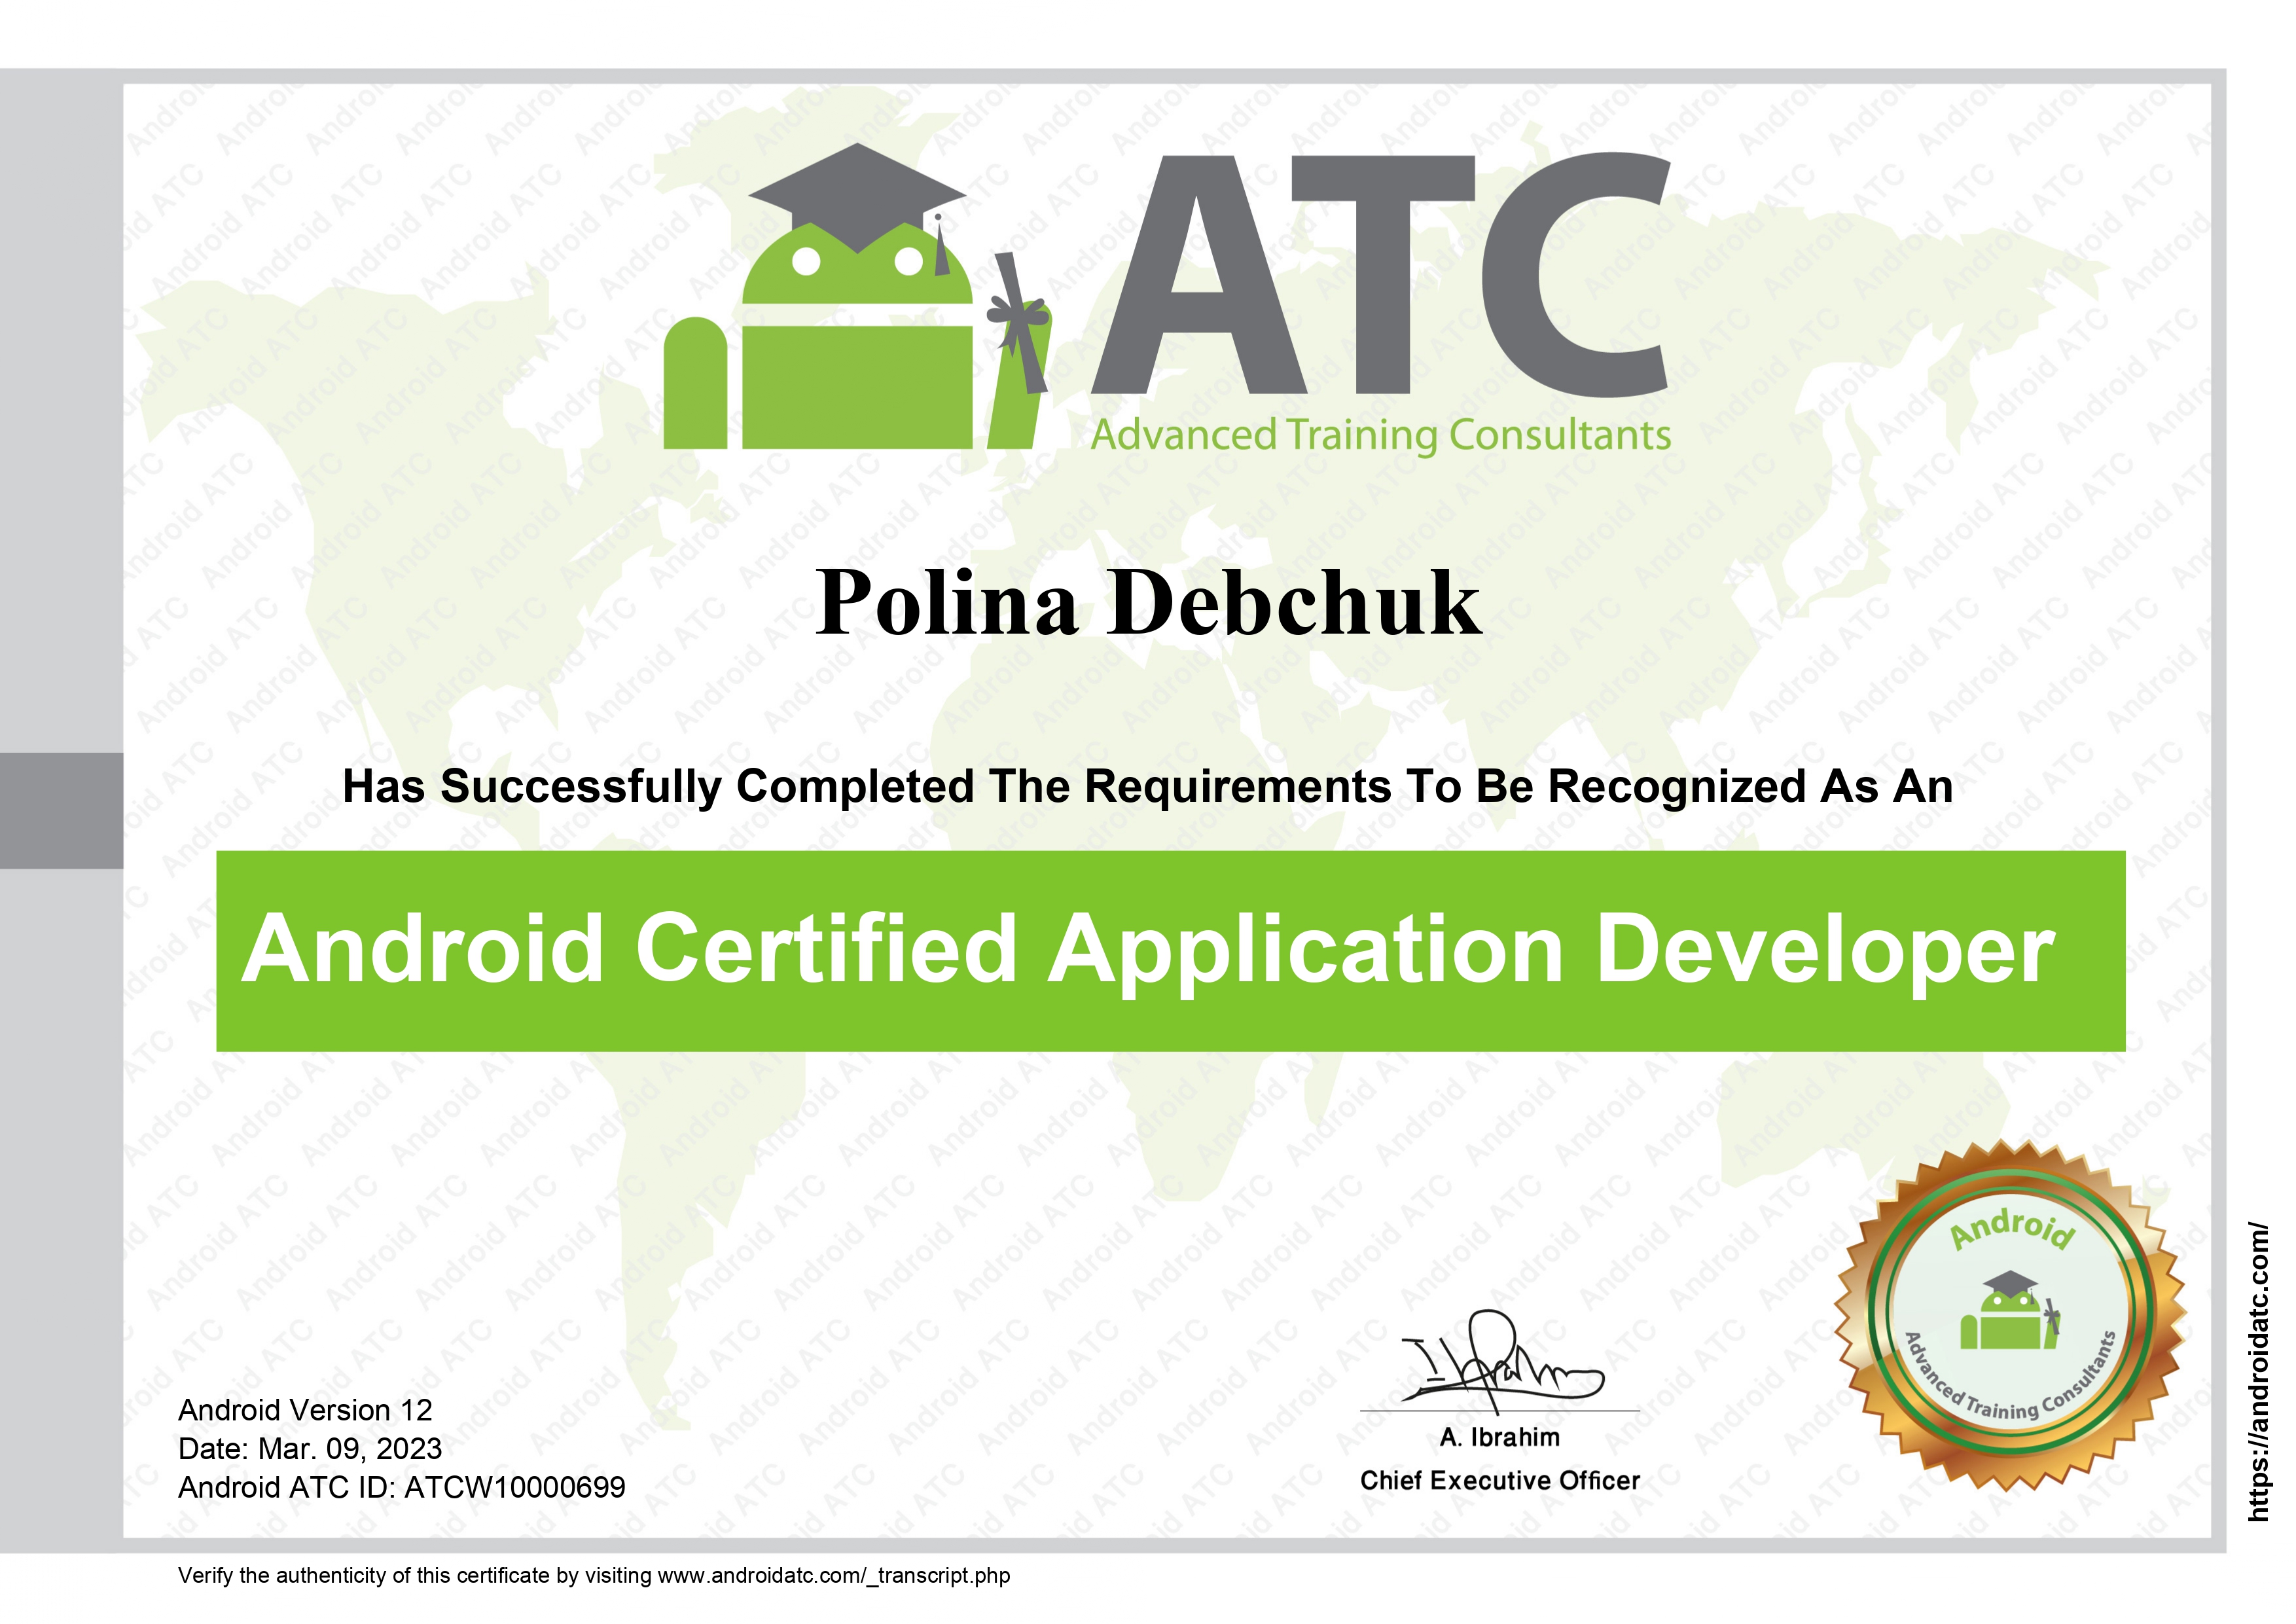 ATC
Advanced Training Consultants
Polina Debchuk
Has Successfully Completed The Requirements To Be Recognized As An
Android Certified Application Developer
Android
Advanced Training Consultants
A. Ibrahim
Chief Executive Officer
Android Version 12
Date: Mar. 09, 2023
Android ATC ID: ATCW10000699
https://androidatc.com/
Verify the authenticity of this certificate by visiting www.androidatc.com/_transcript.php